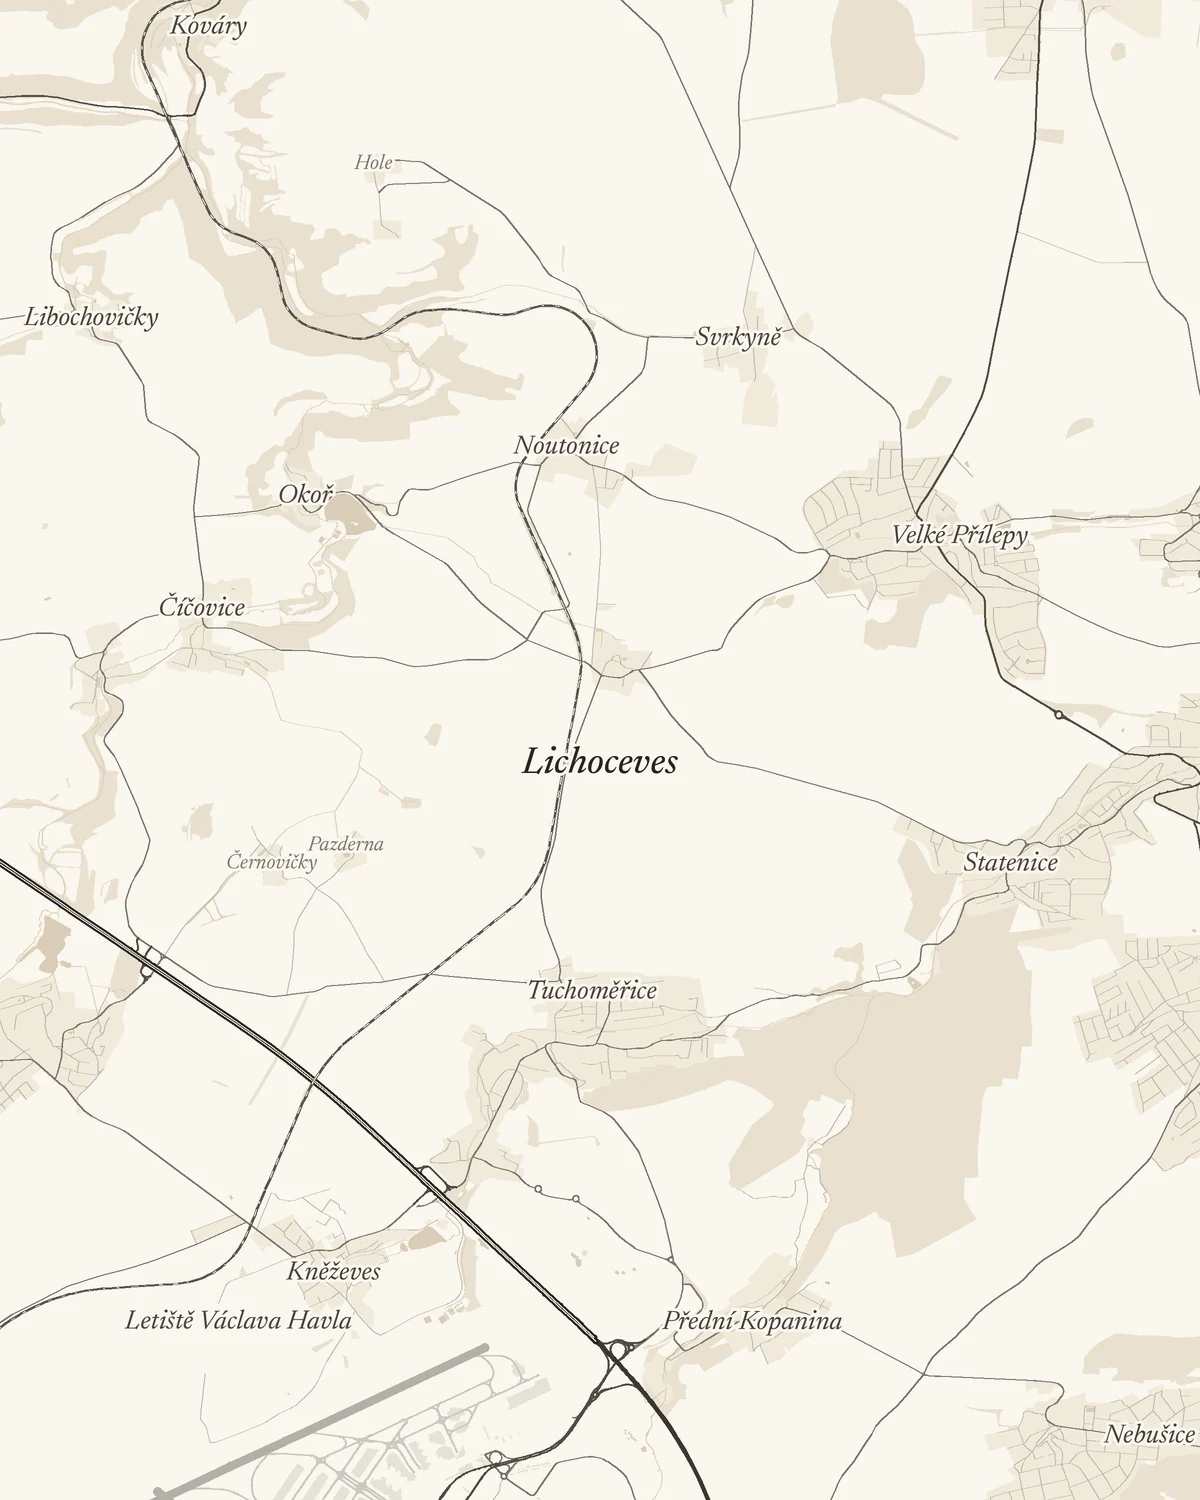 Kováry
Hole
Libochovičky
Svrkyně
Noutonice
Okoř
Velké Přílepy
Číčovice
Lichoceves
Pazderna
Černovičky
Statenice
Tuchoměřice
Kněževes
Letiště Václava Havla
Přední Kopanina
Nebušice